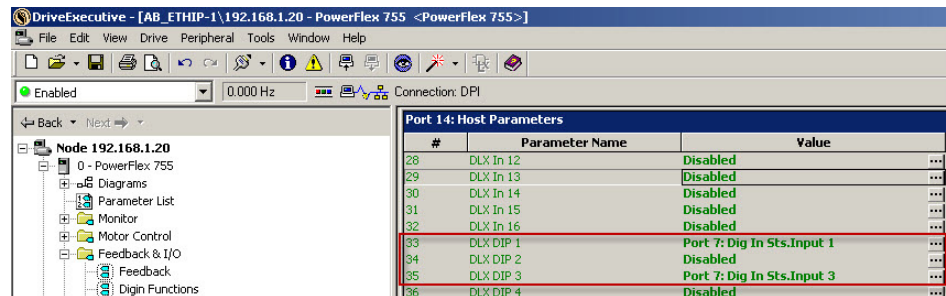 DriveExecutive - [AB_ETHIP-1\192.168.1.20 - PowerFlex 755 <PowerFlex 755>]
File Edit View Drive Peripheral Tools Window Help
Enabled 0.000 Hz Connection: DPI
Back Next
Node 192.168.1.20
0 - PowerFlex 755
Diagrams
Parameter List
Monitor
Motor Control
Feedback & I/O
Feedback
Digin Functions
Port 14: Host Parameters
# Parameter Name Value
28 DLX In 12 Disabled ...
29 DLX In 13 Disabled ...
30 DLX In 14 Disabled ...
31 DLX In 15 Disabled ...
32 DLX In 16 Disabled ...
33 DLX DIP 1 Port 7: Dig In Sts.Input 1 ...
34 DLX DIP 2 Disabled ...
35 DLX DIP 3 Port 7: Dig In Sts.Input 3 ...
36 DLX DIP 4 Disabled ...